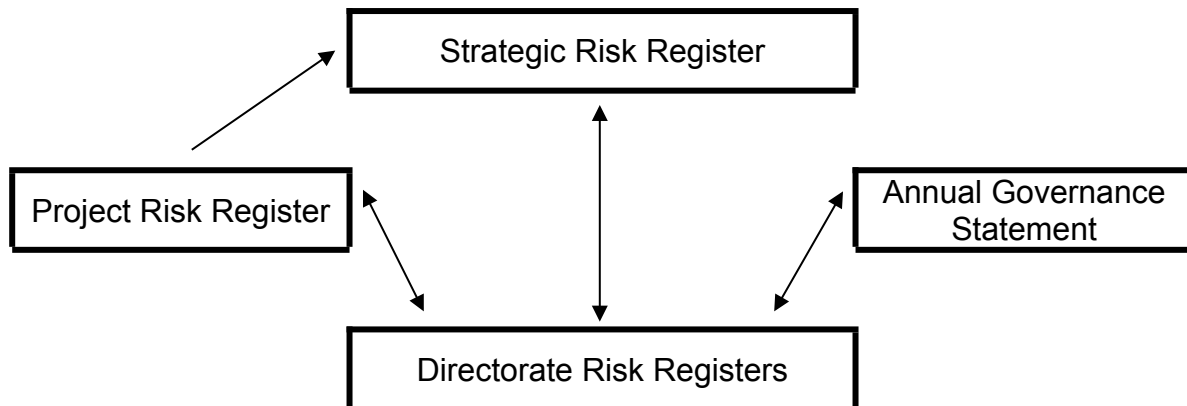 Strategic Risk Register
Project Risk Register
Annual Governance
Statement
Directorate Risk Registers